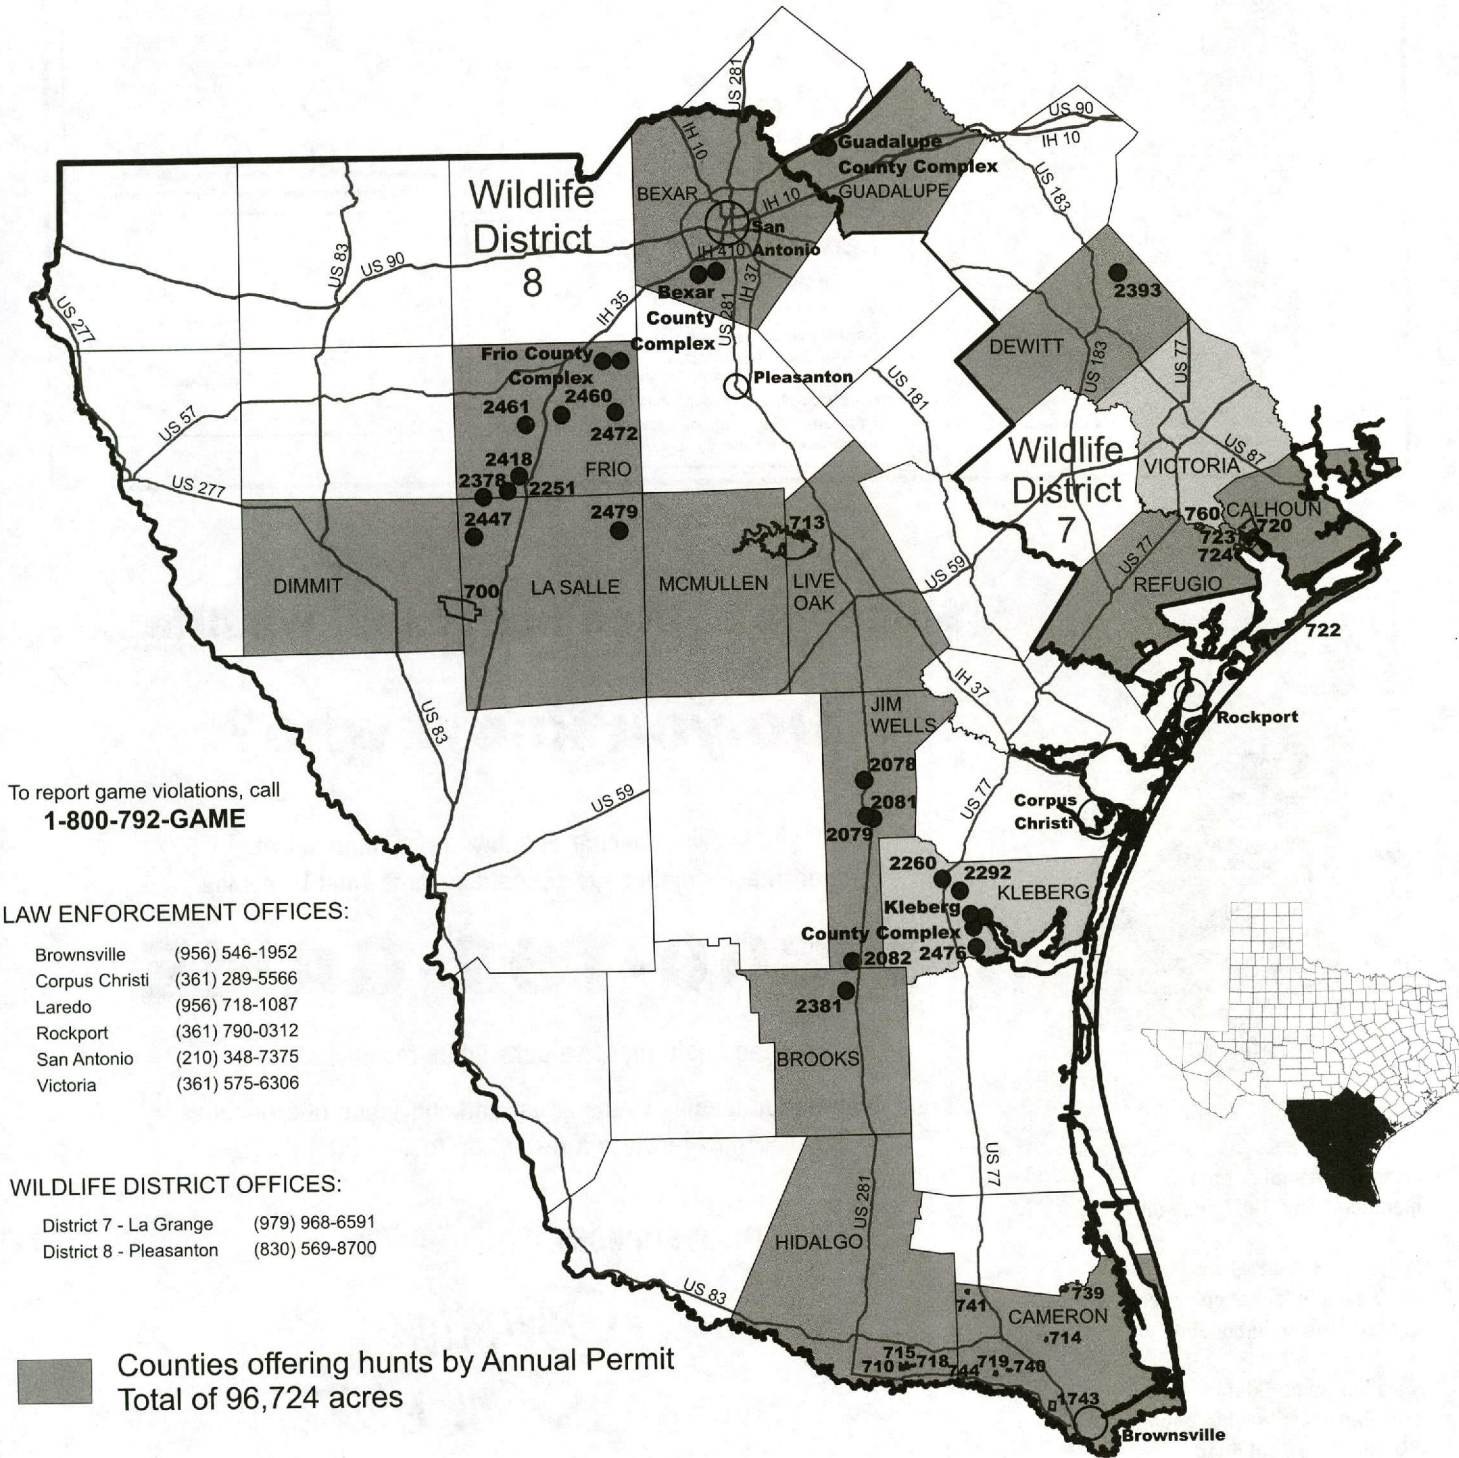 US 281
US 90
IH 10
IH 10
Guadalupe
County Complex
GUADALUPE
US 183
BEXAR
IH 10
San
Antonio
IH 410
IH 37
US 281
Bexar
County
Complex
Wildlife
District
8
US 83
US 90
IH 35
US 277
2393
DEWITT
US 183
US 77
Frio County
Complex
2461
2460
2472
2418
2378
2251
FRIO
Pleasanton
US 181
US 57
US 277
Wildlife
District
7
VICTORIA
US 87
CALHOUN
760
720
723
724
US 77
REFUGIO
722
2447
2479
713
US 59
DIMMIT
700
LA SALLE
MCMULLEN
LIVE
OAK
IH 37
Rockport
US 83
JIM
WELLS
2078
2081
2079
US 77
Corpus
Christi
US 59
2260
2292
KLEBERG
Kleberg
County Complex
2082
2476
2381
BROOKS
US 77
US 281
HIDALGO
US 83
741
739
CAMERON
714
715
710
718
744
719
740
1743
Brownsville
To report game violations, call
1-800-792-GAME
LAW ENFORCEMENT OFFICES:
Brownsville (956) 546-1952
Corpus Christi (361) 289-5566
Laredo (956) 718-1087
Rockport (361) 790-0312
San Antonio (210) 348-7375
Victoria (361) 575-6306
WILDLIFE DISTRICT OFFICES:
District 7 - La Grange (979) 968-6591
District 8 - Pleasanton (830) 569-8700
Counties offering hunts by Annual Permit
Total of 96,724 acres